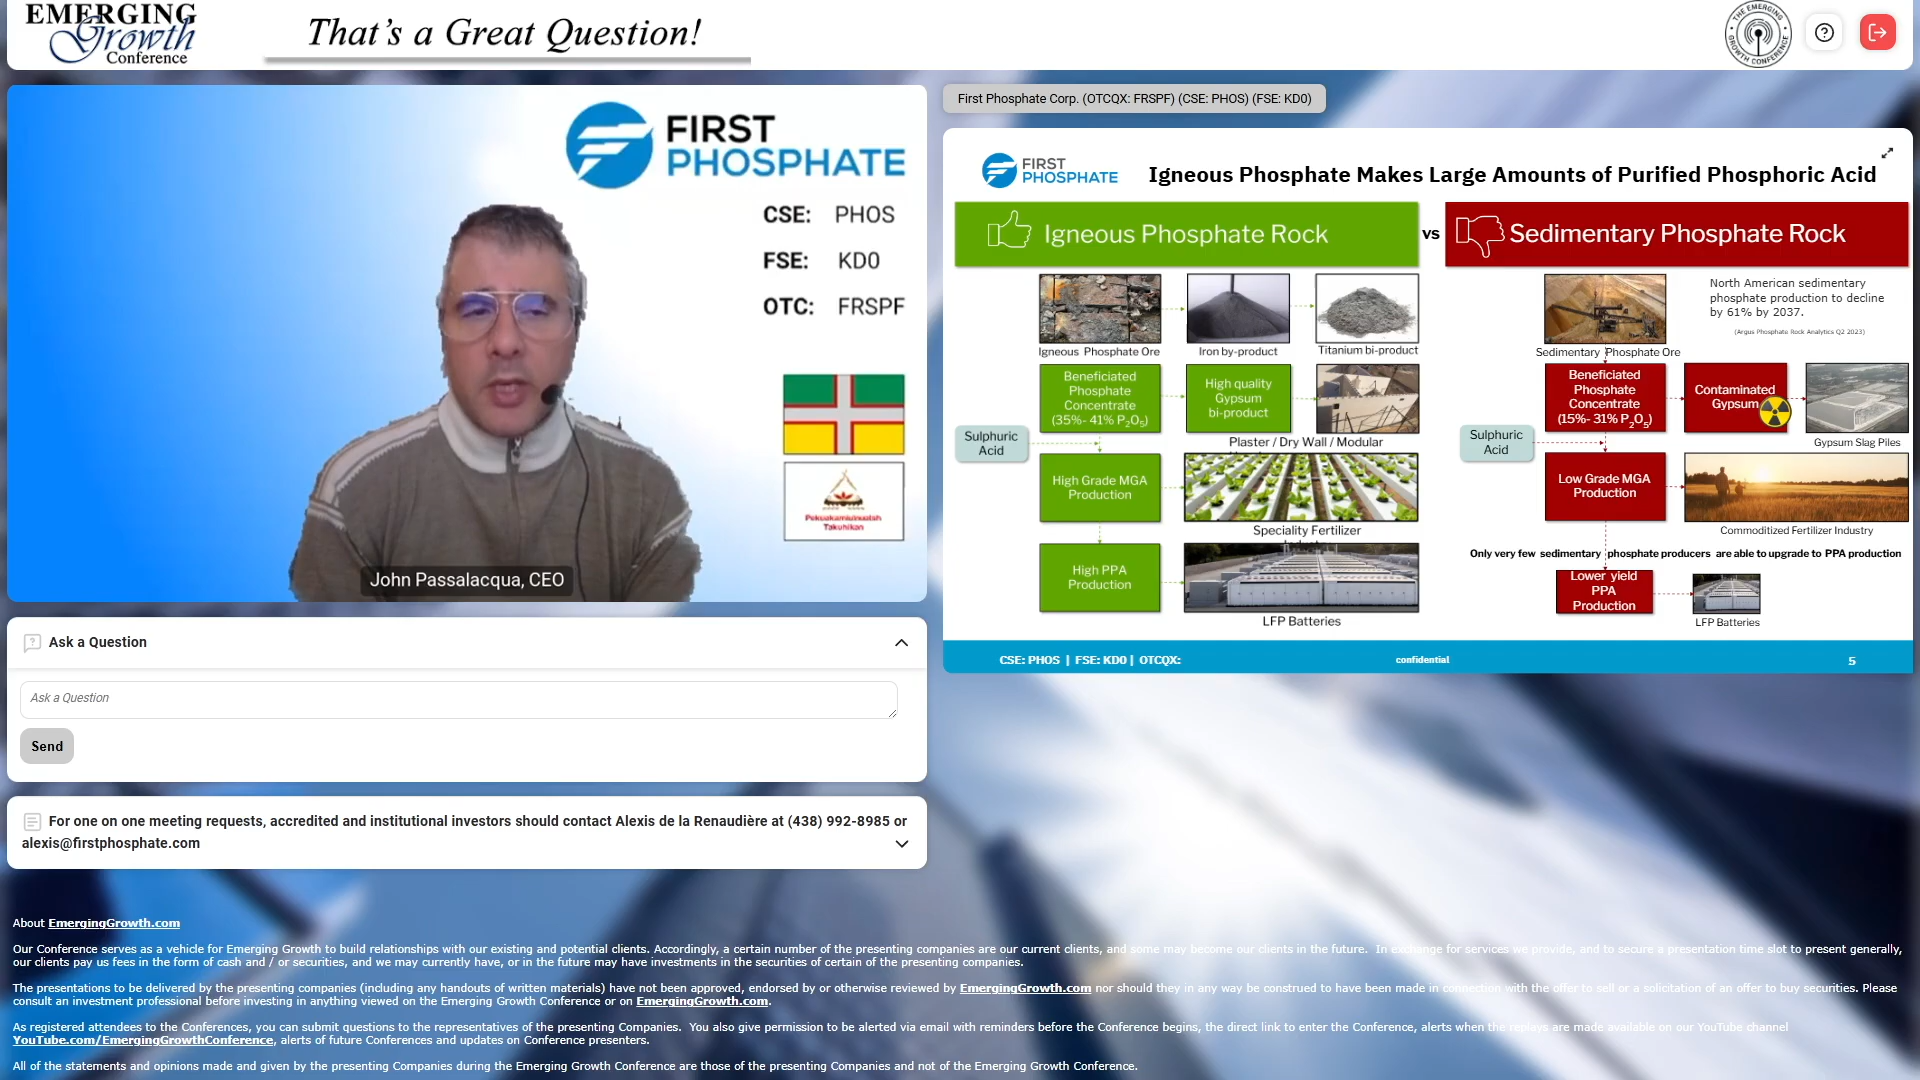 EMERGING
Growth
Conference
That's a Great Question!
THE EMERGING
GROWTH CONFERENCE
FIRST
PHOSPHATE
CSE: PHOS
FSE: KD0
OTC: FRSPF
Pekuakamiulnuatsh
Takuhikan
John Passalacqua, CEO
First Phosphate Corp. (OTCQX: FRSPF) (CSE: PHOS) (FSE: KD0)
FIRST
PHOSPHATE
Igneous Phosphate Makes Large Amounts of Purified Phosphoric Acid
Igneous Phosphate Rock
vs
Sedimentary Phosphate Rock
Igneous Phosphate Ore
Iron by-product
Titanium bi-product
Beneficiated
Phosphate
Concentrate
(35%- 41% P2O5)
High quality
Gypsum
bi-product
Plaster / Dry Wall / Modular
Sulphuric
Acid
High Grade MGA
Production
Speciality Fertilizer
High PPA
Production
LFP Batteries
North American sedimentary
phosphate production to decline
by 61% by 2037.
(Argus Phosphate Rock Analytics Q2 2023)
Sedimentary Phosphate Ore
Beneficiated
Phosphate
Concentrate
(15%- 31% P2O5)
Contaminated
Gypsum
Gypsum Slag Piles
Sulphuric
Acid
Low Grade MGA
Production
Commoditized Fertilizer Industry
Only very few sedimentary phosphate producers are able to upgrade to PPA production
Lower yield
PPA
Production
LFP Batteries
CSE: PHOS | FSE: KD0 | OTCQX:
confidential
5
Ask a Question
Ask a Question
Send
For one on one meeting requests, accredited and institutional investors should contact Alexis de la Renaudière at (438) 992-8985 or
alexis@firstphosphate.com
About EmergingGrowth.com
Our Conference serves as a vehicle for Emerging Growth to build relationships with our existing and potential clients. Accordingly, a certain number of the presenting companies are our current clients, and some may become our clients in the future. In exchange for services we provide, and to secure a presentation time slot to present generally,
our clients pay us fees in the form of cash and / or securities, and we may currently have, or in the future may have investments in the securities of certain of the presenting companies.
The presentations to be delivered by the presenting companies (including any handouts of written materials) have not been approved, endorsed by or otherwise reviewed by EmergingGrowth.com nor should they in any way be construed to have been made in connection with the offer to sell or a solicitation of an offer to buy securities. Please
consult an investment professional before investing in anything viewed on the Emerging Growth Conference or on EmergingGrowth.com.
As registered attendees to the Conferences, you can submit questions to the representatives of the presenting Companies. You also give permission to be alerted via email with reminders before the Conference begins, the direct link to enter the Conference, alerts when the replays are made available on our YouTube channel
YouTube.com/EmergingGrowthConference, alerts of future Conferences and updates on Conference presenters.
All of the statements and opinions made and given by the presenting Companies during the Emerging Growth Conference are those of the presenting Companies and not of the Emerging Growth Conference.